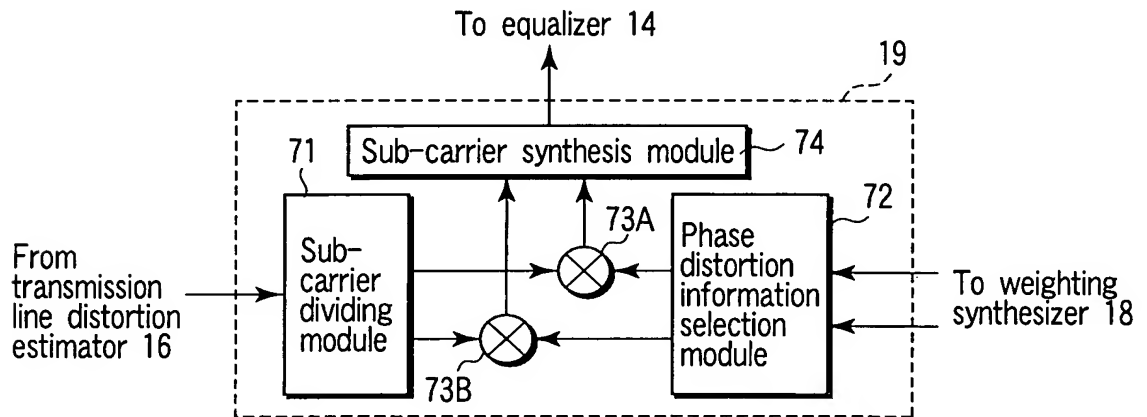 To equalizer 14
19
71
Sub-carrier synthesis module
74
72
73A
Sub-
carrier
dividing
module
Phase
distortion
information
selection
module
From
transmission
line distortion
estimator 16
To weighting
synthesizer 18
73B